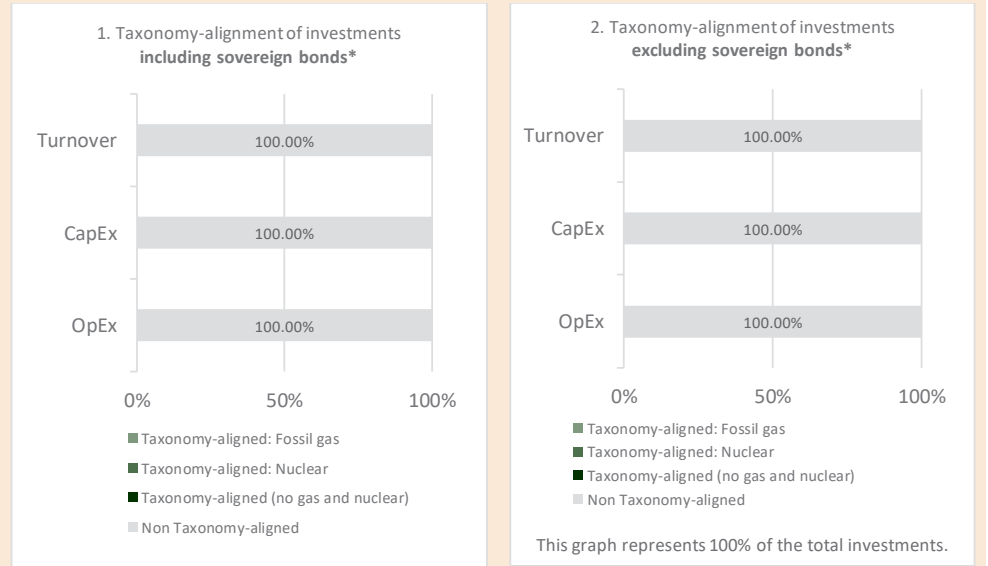 1. Taxonomy-alignment of investments
including sovereign bonds*
Turnover
100.00%
CapEx
100.00%
OpEx
100.00%
0% 50% 100%
Taxonomy-aligned: Fossil gas
Taxonomy-aligned: Nuclear
Taxonomy-aligned (no gas and nuclear)
Non Taxonomy-aligned
2. Taxonomy-alignment of investments
excluding sovereign bonds*
Turnover
100.00%
CapEx
100.00%
OpEx
100.00%
0% 50% 100%
Taxonomy-aligned: Fossil gas
Taxonomy-aligned: Nuclear
Taxonomy-aligned (no gas and nuclear)
Non Taxonomy-aligned
This graph represents 100% of the total investments.